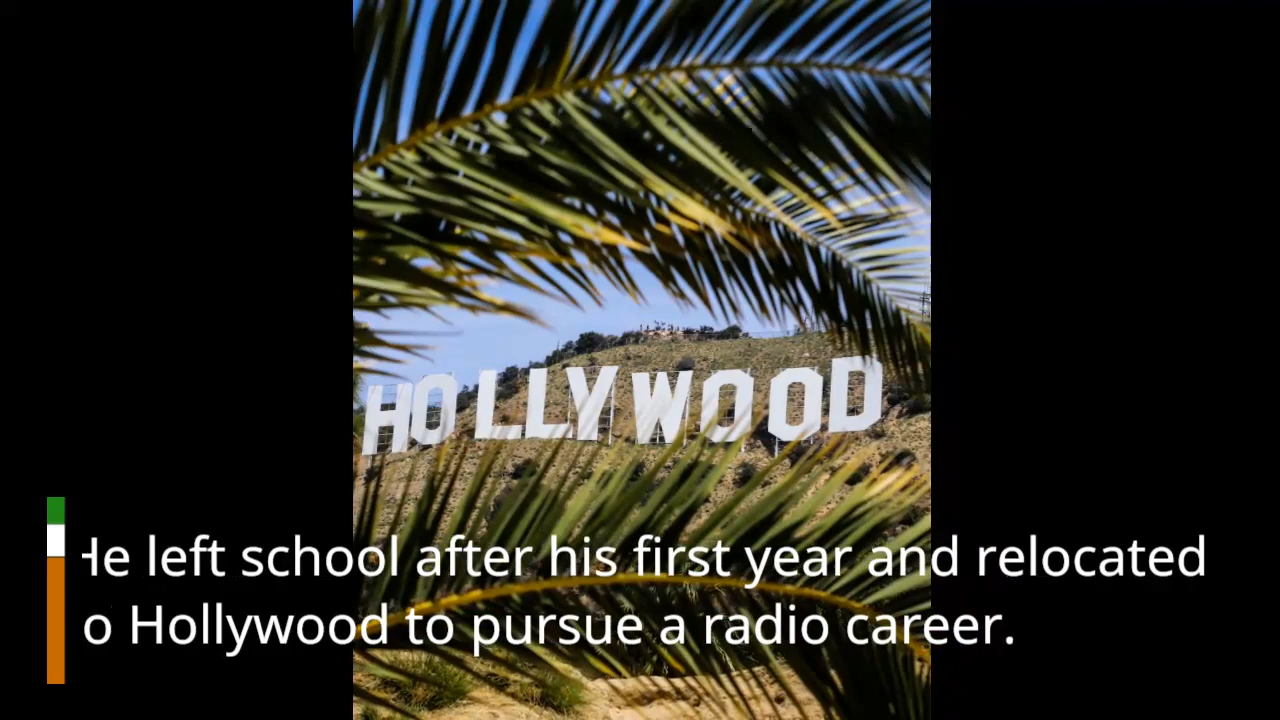 HOLLYWOOD
He left school after his first year and relocated
o Hollywood to pursue a radio career.